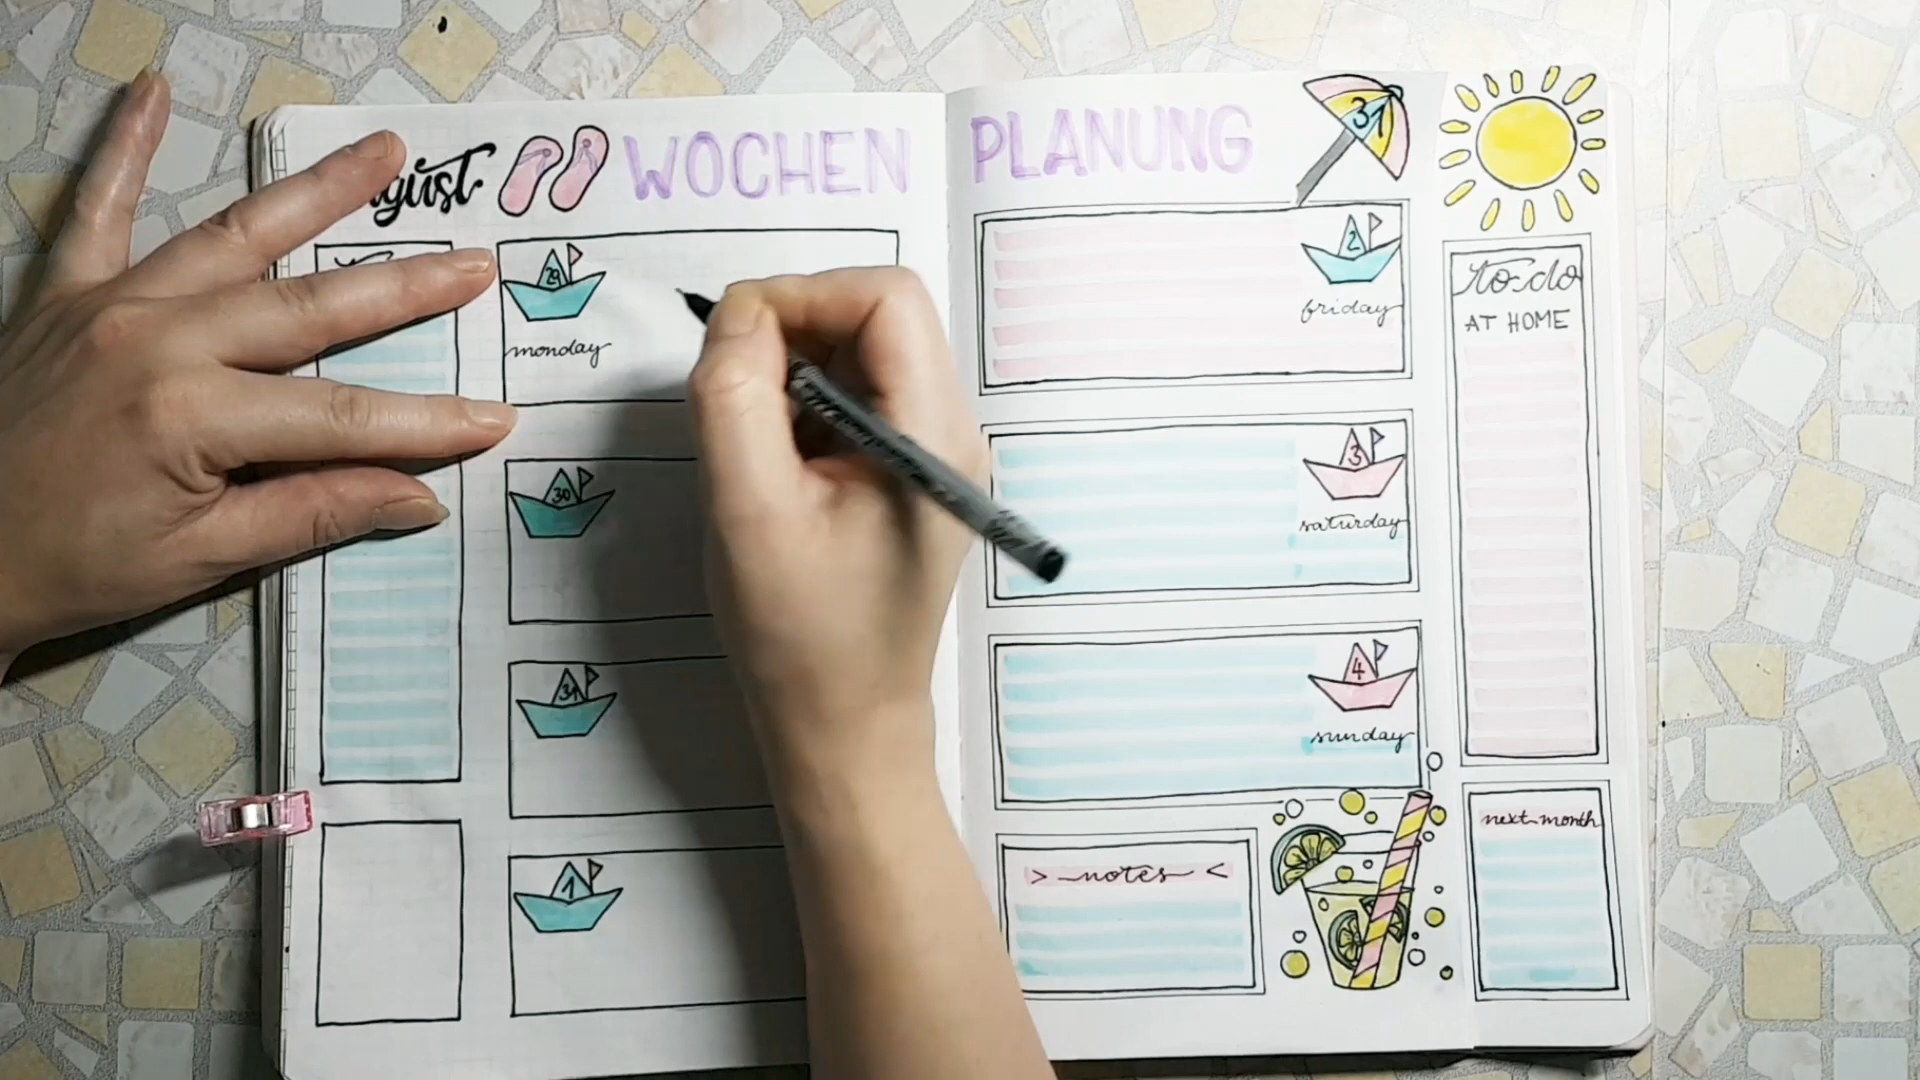 WOCHEN PLANUNG
31
29
monday
30
31
1
2
friday
3
saturday
4
sunday
> notes <
to-do
AT HOME
next month